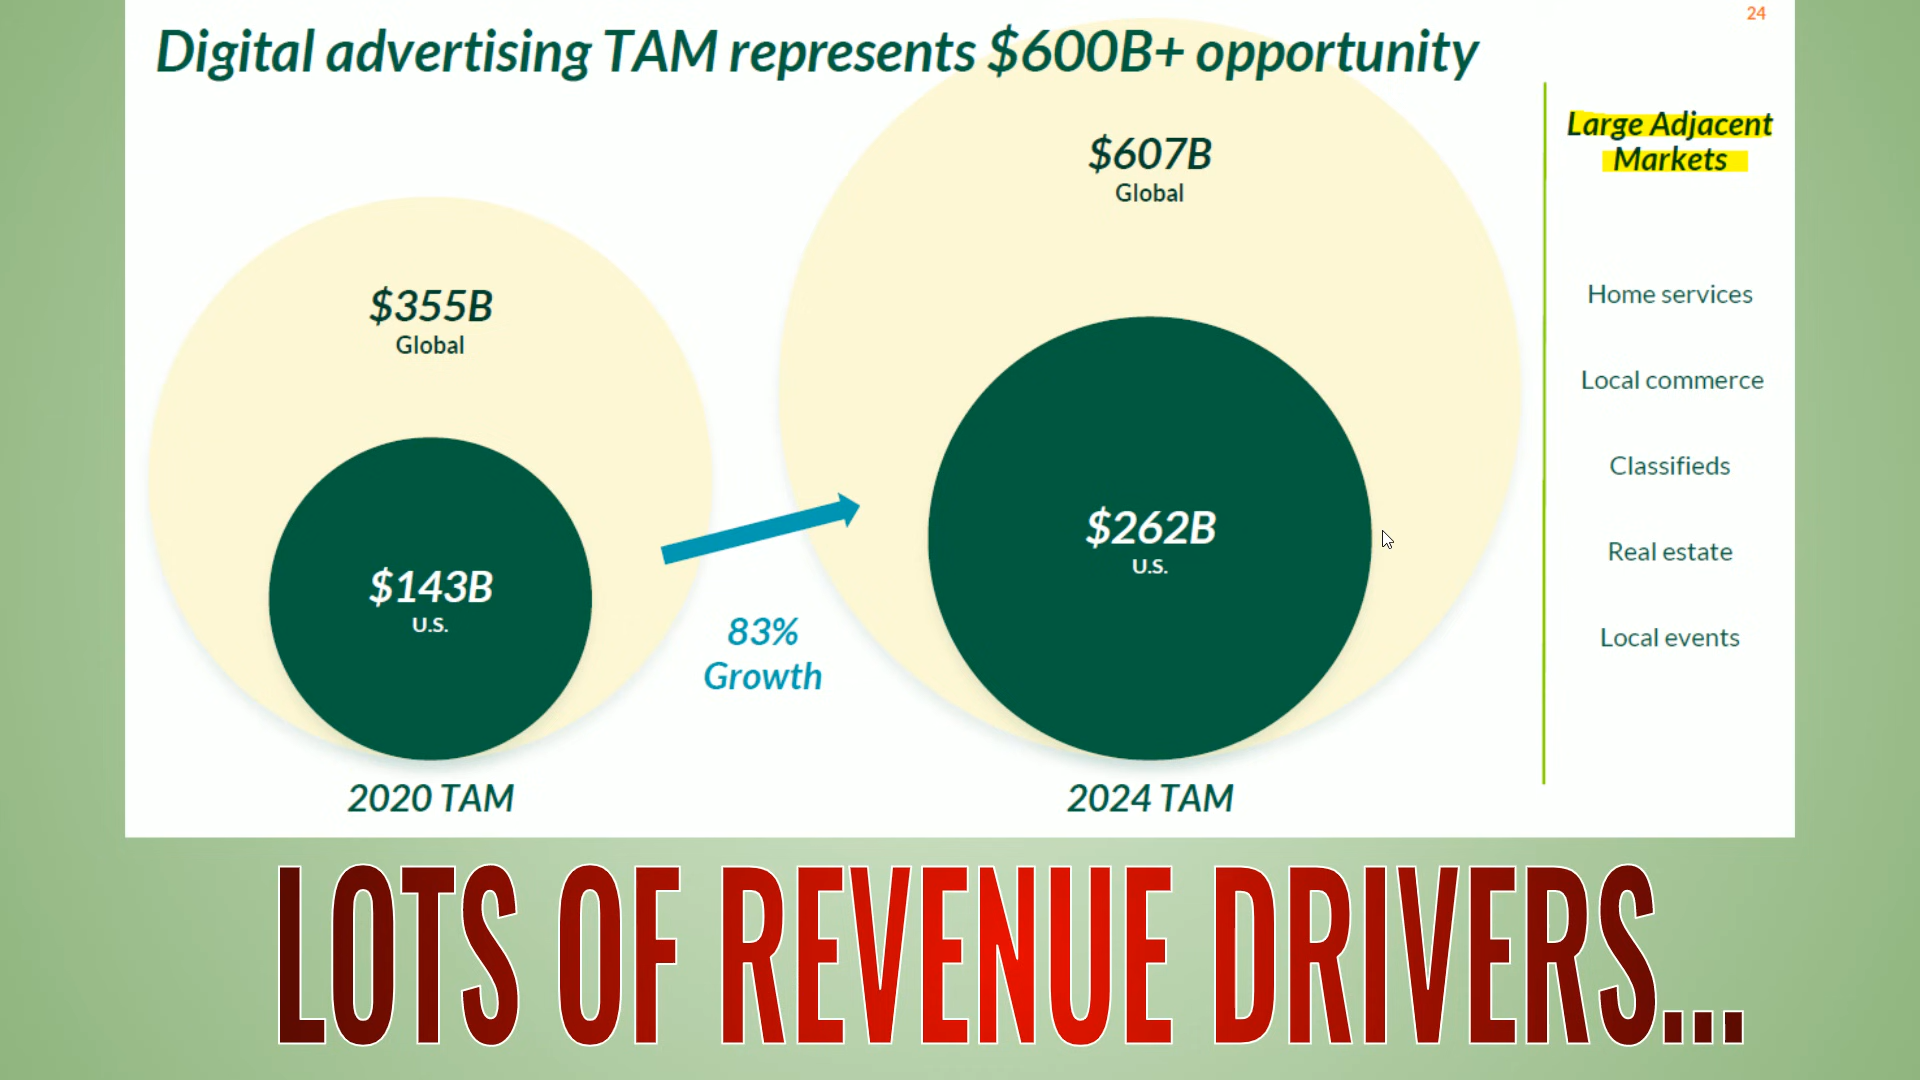 24
Digital advertising TAM represents $600B+ opportunity
$355B
Global
$143B
U.S.
2020 TAM
83%
Growth
$607B
Global
$262B
U.S.
2024 TAM
Large Adjacent
Markets
Home services
Local commerce
Classifieds
Real estate
Local events
LOTS OF REVENUE DRIVERS...